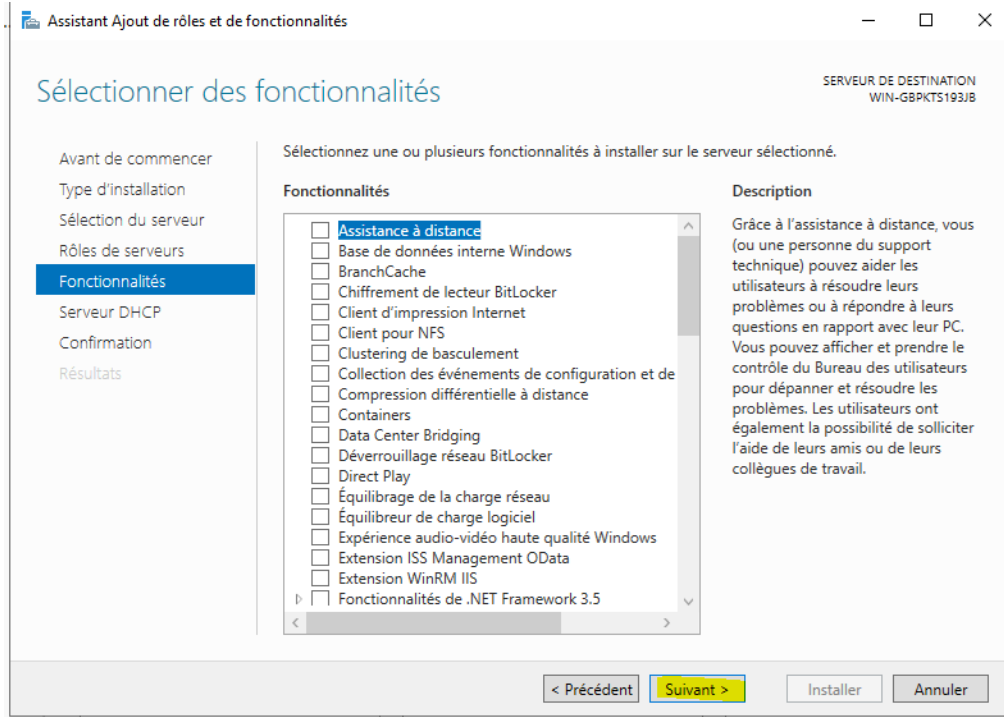 Assistant Ajout de rôles et de fonctionnalités
Sélectionner des fonctionnalités
SERVEUR DE DESTINATION
WIN-GBPKTS193JB
Avant de commencer
Type d'installation
Sélection du serveur
Rôles de serveurs
Fonctionnalités
Serveur DHCP
Confirmation
Résultats
Sélectionnez une ou plusieurs fonctionnalités à installer sur le serveur sélectionné.
Fonctionnalités
Assistance à distance
Base de données interne Windows
BranchCache
Chiffrement de lecteur BitLocker
Client d'impression Internet
Client pour NFS
Clustering de basculement
Collection des événements de configuration et de
Compression différentielle à distance
Containers
Data Center Bridging
Déverrouillage réseau BitLocker
Direct Play
Équilibrage de la charge réseau
Équilibreur de charge logiciel
Expérience audio-vidéo haute qualité Windows
Extension ISS Management OData
Extension WinRM IIS
Fonctionnalités de .NET Framework 3.5
Description
Grâce à l'assistance à distance, vous
(ou une personne du support
technique) pouvez aider les
utilisateurs à résoudre leurs
problèmes ou à répondre à leurs
questions en rapport avec leur PC.
Vous pouvez afficher et prendre le
contrôle du Bureau des utilisateurs
pour dépanner et résoudre les
problèmes. Les utilisateurs ont
également la possibilité de solliciter
l'aide de leurs amis ou de leurs
collègues de travail.
< Précédent
Suivant >
Installer
Annuler